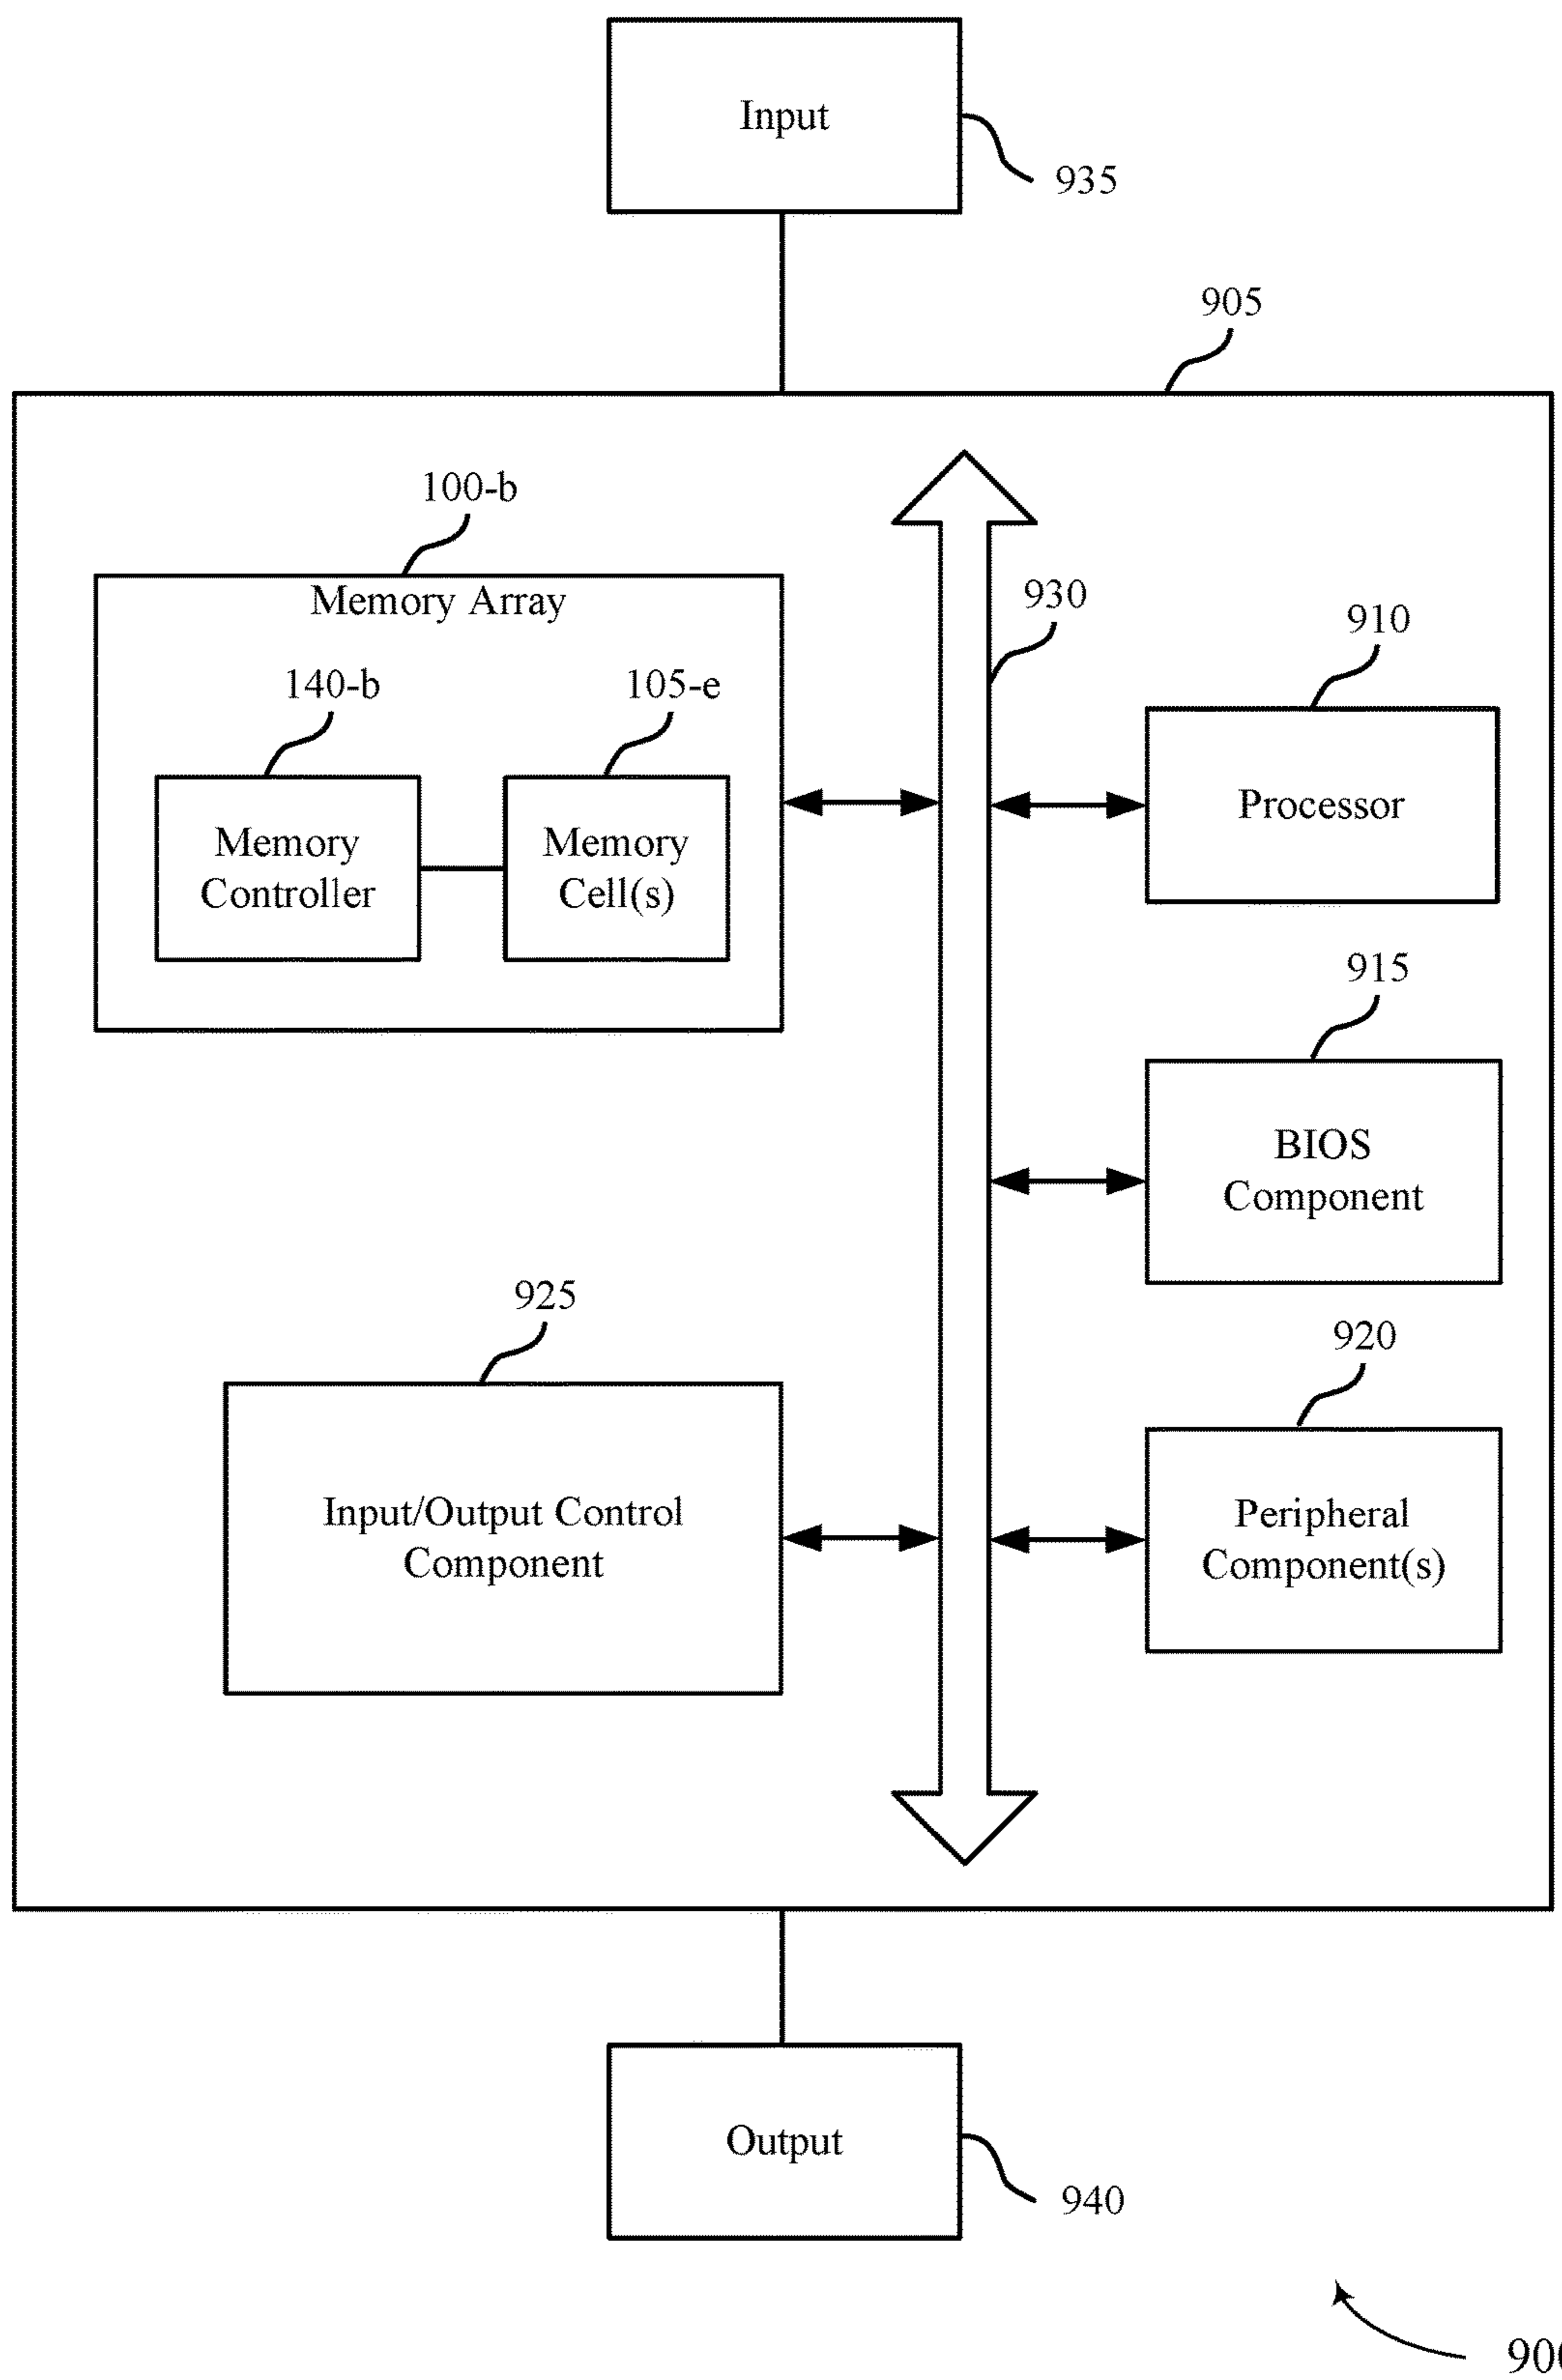 Input
935
905
100-b
Memory Array
930
910
140-b
105-e
Processor
Memory
Controller
Memory
Cell(s)
915
BIOS
Component
925
920
Input/Output Control
Component
Peripheral
Component(s)
Output
940